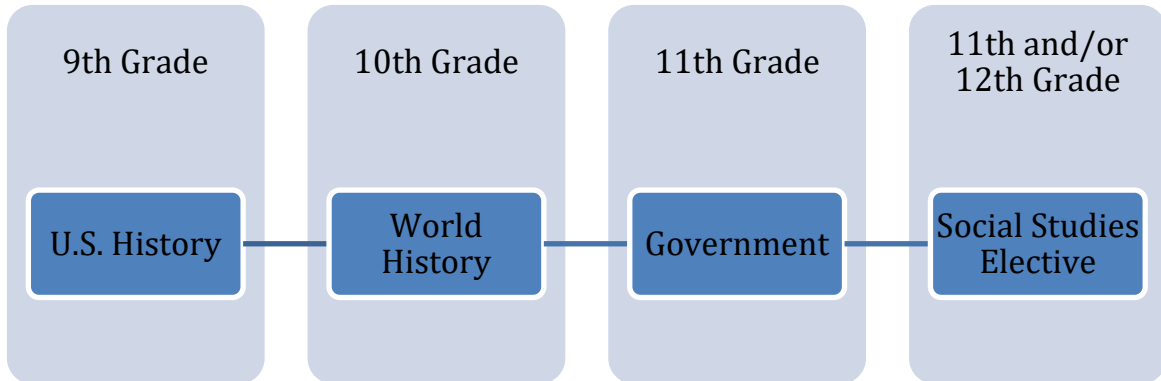 9th Grade
U.S. History
10th Grade
World
History
11th Grade
Government
11th and/or
12th Grade
Social Studies
Elective